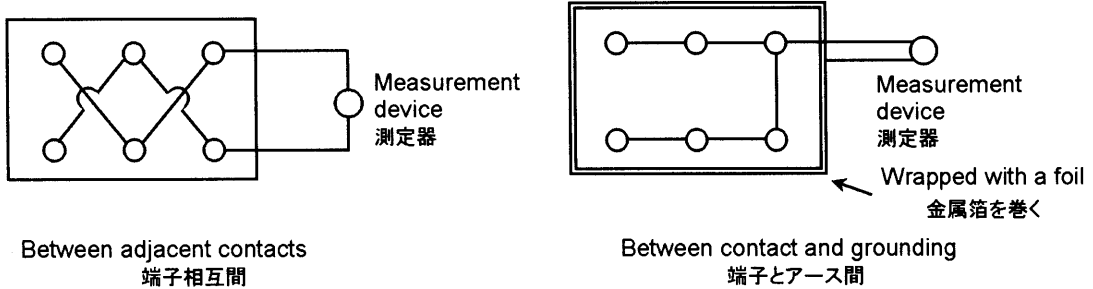 Measurement
device
測定器
Between adjacent contacts
端子相互間
Measurement
device
測定器
Wrapped with a foil
金属箔を巻く
Between contact and grounding
端子とアース間